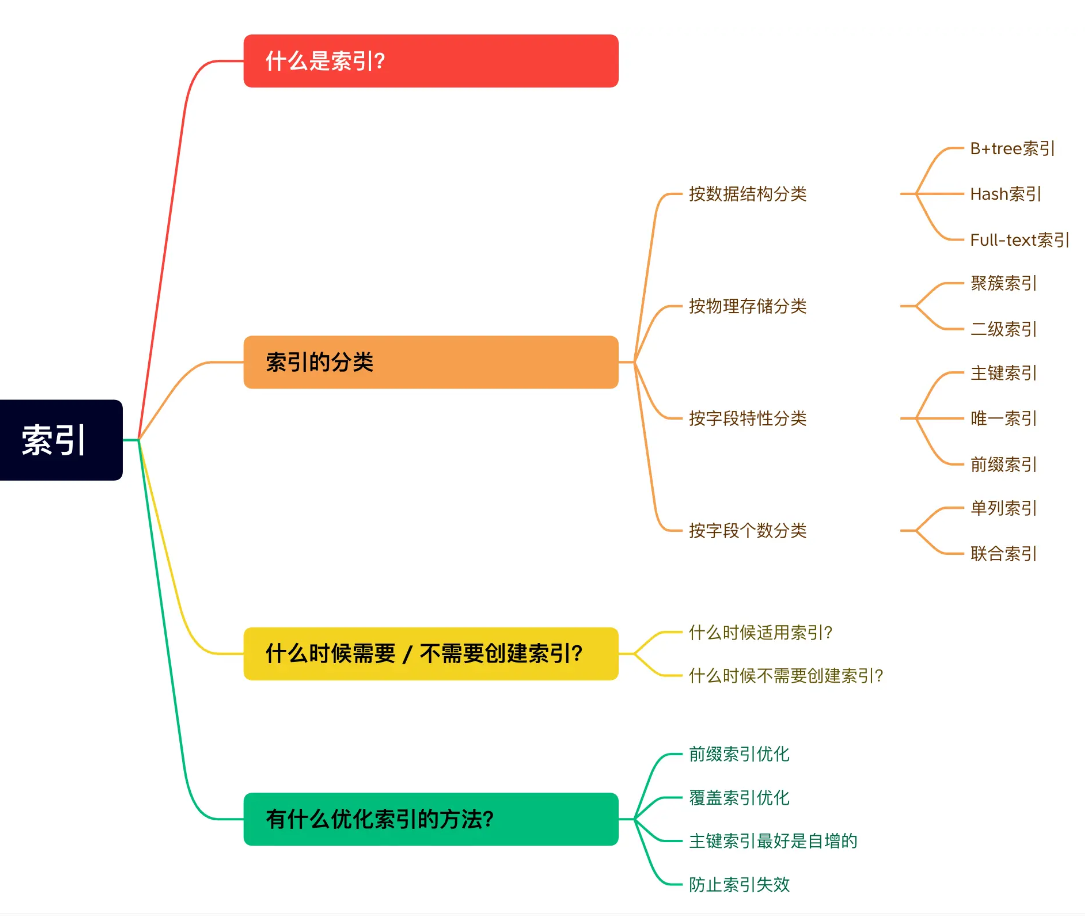 索引
什么是索引?
索引的分类
按数据结构分类
B+tree索引
Hash索引
Full-text索引
按物理存储分类
聚簇索引
二级索引
按字段特性分类
主键索引
唯一索引
前缀索引
按字段个数分类
单列索引
联合索引
什么时候需要 / 不需要创建索引?
什么时候适用索引?
什么时候不需要创建索引?
有什么优化索引的方法?
前缀索引优化
覆盖索引优化
主键索引最好是自增的
防止索引失效